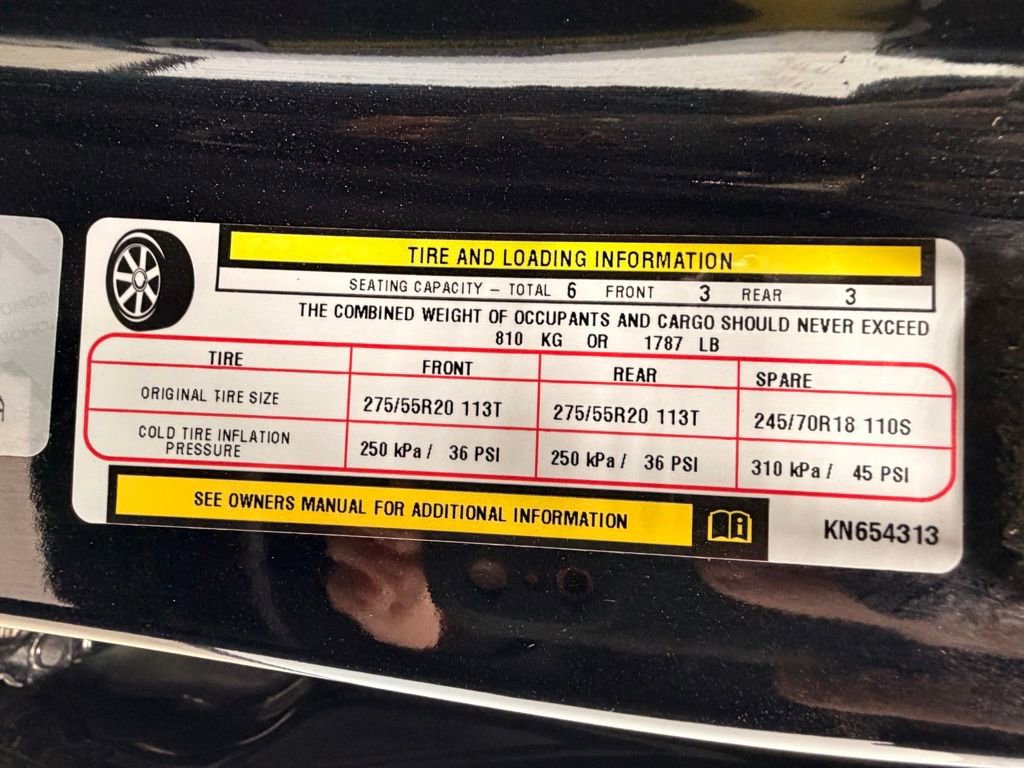 TIRE AND LOADING INFORMATION
SEATING CAPACITY – TOTAL 6 FRONT 3 REAR 3
THE COMBINED WEIGHT OF OCCUPANTS AND CARGO SHOULD NEVER EXCEED
810 KG OR 1787 LB
TIRE FRONT REAR SPARE
ORIGINAL TIRE SIZE 275/55R20 113T 275/55R20 113T 245/70R18 110S
COLD TIRE INFLATION
PRESSURE 250 kPa / 36 PSI 250 kPa / 36 PSI 310 kPa / 45 PSI
SEE OWNERS MANUAL FOR ADDITIONAL INFORMATION
KN654313